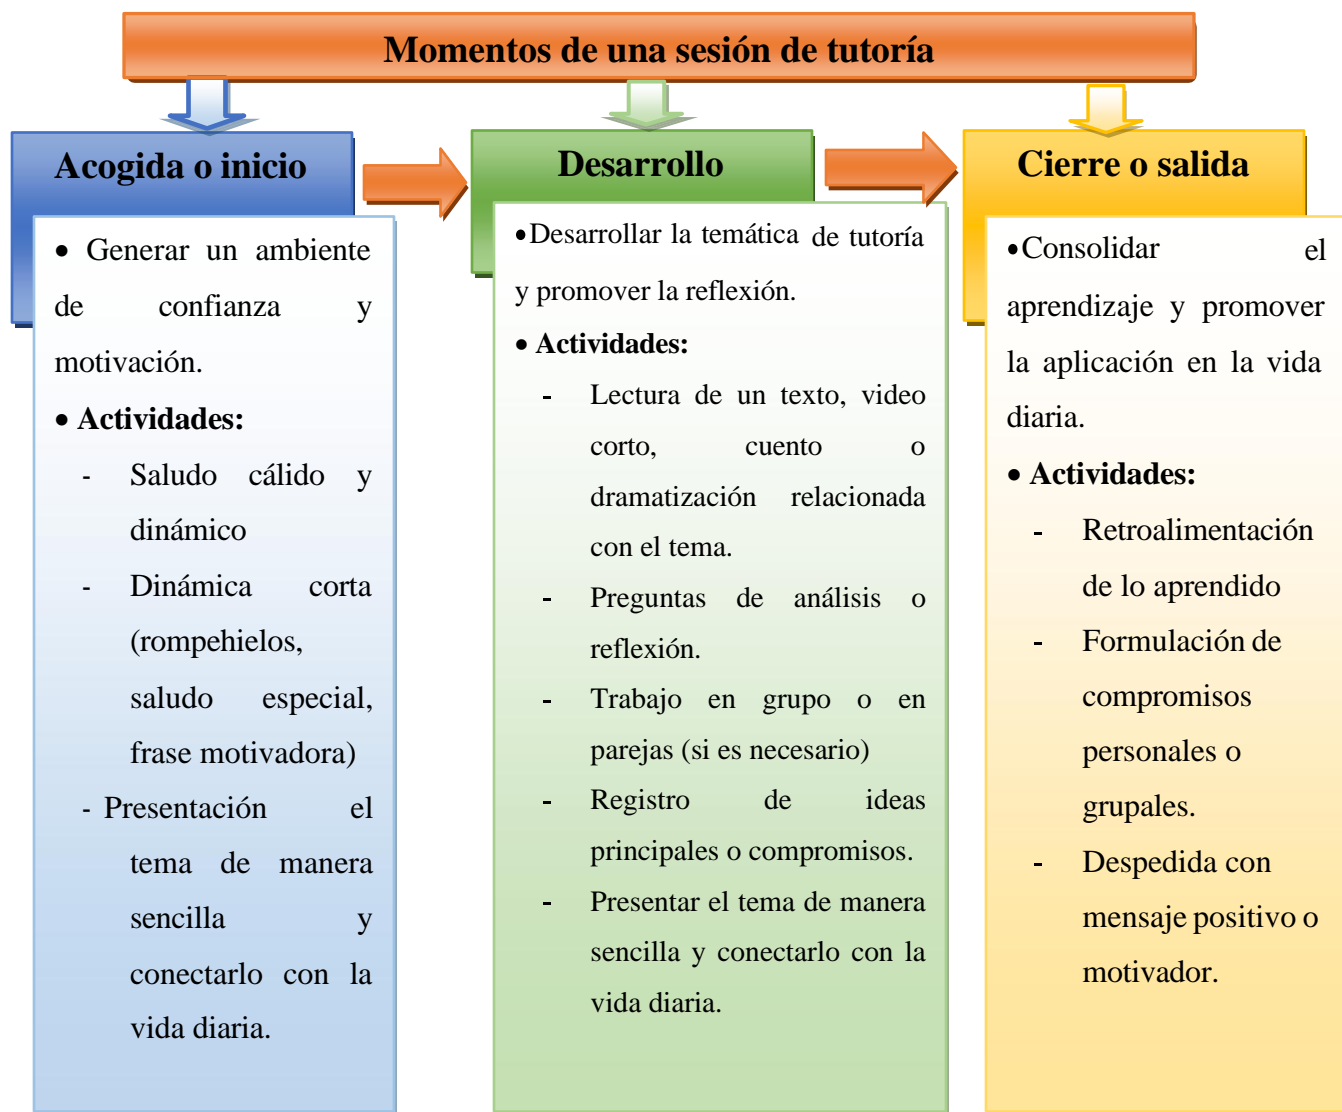 Momentos de una sesión de tutoría
Acogida o inicio
• Generar un ambiente
de confianza y
motivación.
• Actividades:
- Saludo cálido y
dinámico
- Dinámica corta
(rompehielos,
saludo especial,
frase motivadora)
- Presentación el
tema de manera
sencilla y
conectarlo con la
vida diaria.
Desarrollo
•Desarrollar la temática de tutoría
y promover la reflexión.
• Actividades:
- Lectura de un texto, video
corto, cuento o
dramatización relacionada
con el tema.
- Preguntas de análisis o
reflexión.
- Trabajo en grupo o en
parejas (si es necesario)
- Registro de ideas
principales o compromisos.
- Presentar el tema de manera
sencilla y conectarlo con la
vida diaria.
Cierre o salida
•Consolidar el
aprendizaje y promover
la aplicación en la vida
diaria.
• Actividades:
- Retroalimentación
de lo aprendido
- Formulación de
compromisos
personales o
grupales.
- Despedida con
mensaje positivo o
motivador.